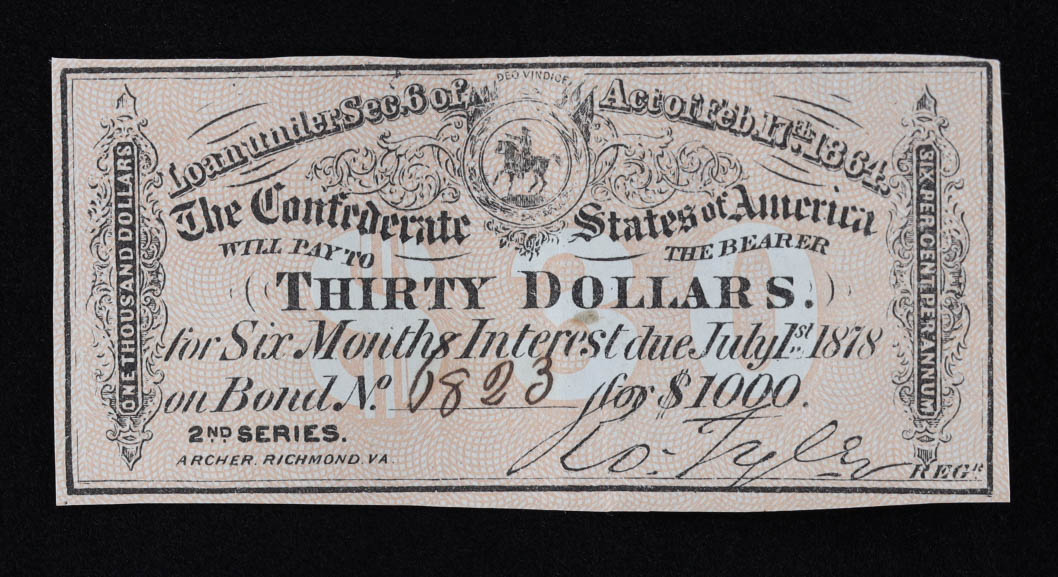 DEO VINDICE
Loan under Sec. 6 of Act of Feb. 17th 1864.
The Confederate States of America
WILL PAY TO THE BEARER
$30
THIRTY DOLLARS.
for Six Months Interest due July 1st 1878
on Bond N. 6823 for $1000.
2ND SERIES.
Ro. Tyler
ARCHER. RICHMOND. VA.
REGR.
ONE THOUSAND DOLLARS
SIX PER CENT PER ANNUM